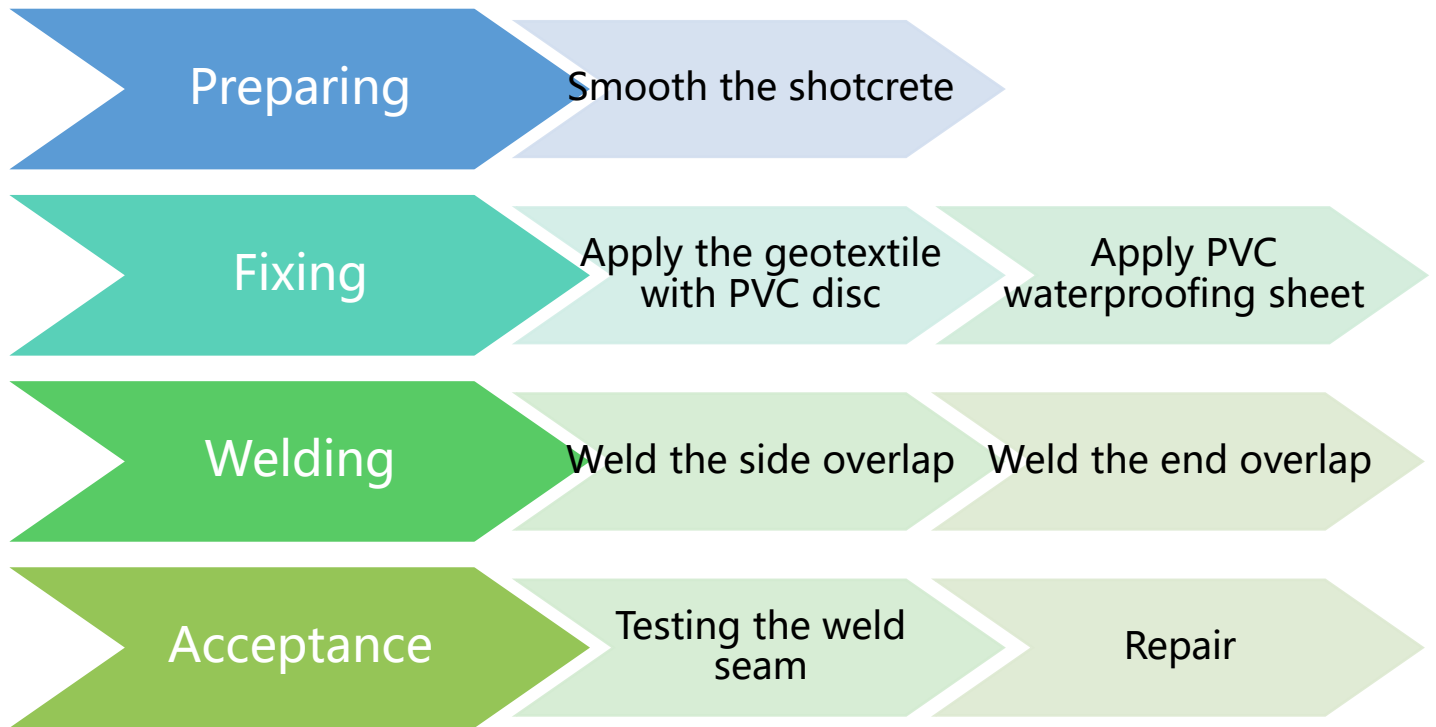 Preparing
Smooth the shotcrete
Fixing
Apply the geotextile
with PVC disc
Apply PVC
waterproofing sheet
Welding
Weld the side overlap
Weld the end overlap
Acceptance
Testing the weld
seam
Repair